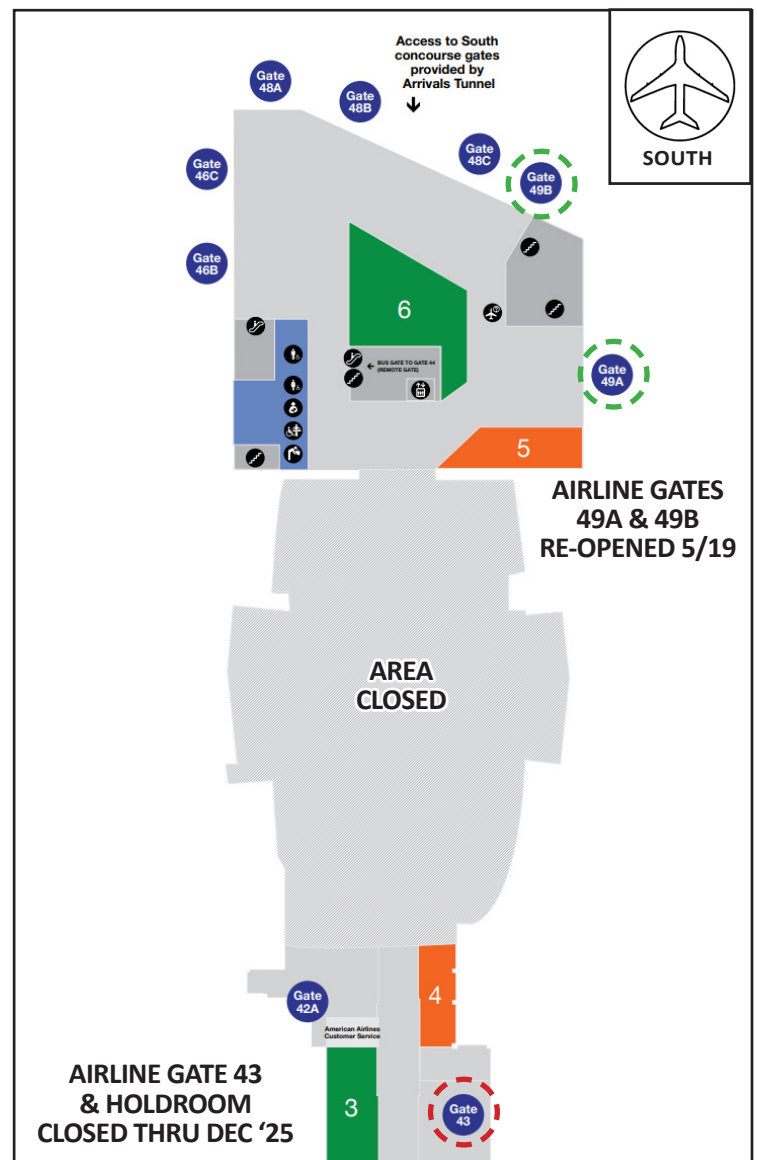 Access to South
concourse gates
provided by
Arrivals Tunnel
SOUTH
Gate
48A
Gate
48B
Gate
48C
Gate
46C
Gate
49B
Gate
46B
6
BUS GATE TO GATE 44
(REMOTE GATE)
Gate
49A
5
AIRLINE GATES
49A & 49B
RE-OPENED 5/19
AREA
CLOSED
4
Gate
42A
American Airlines
Customer Service
AIRLINE GATE 43
& HOLDROOM
CLOSED THRU DEC ‘25
3
Gate
43